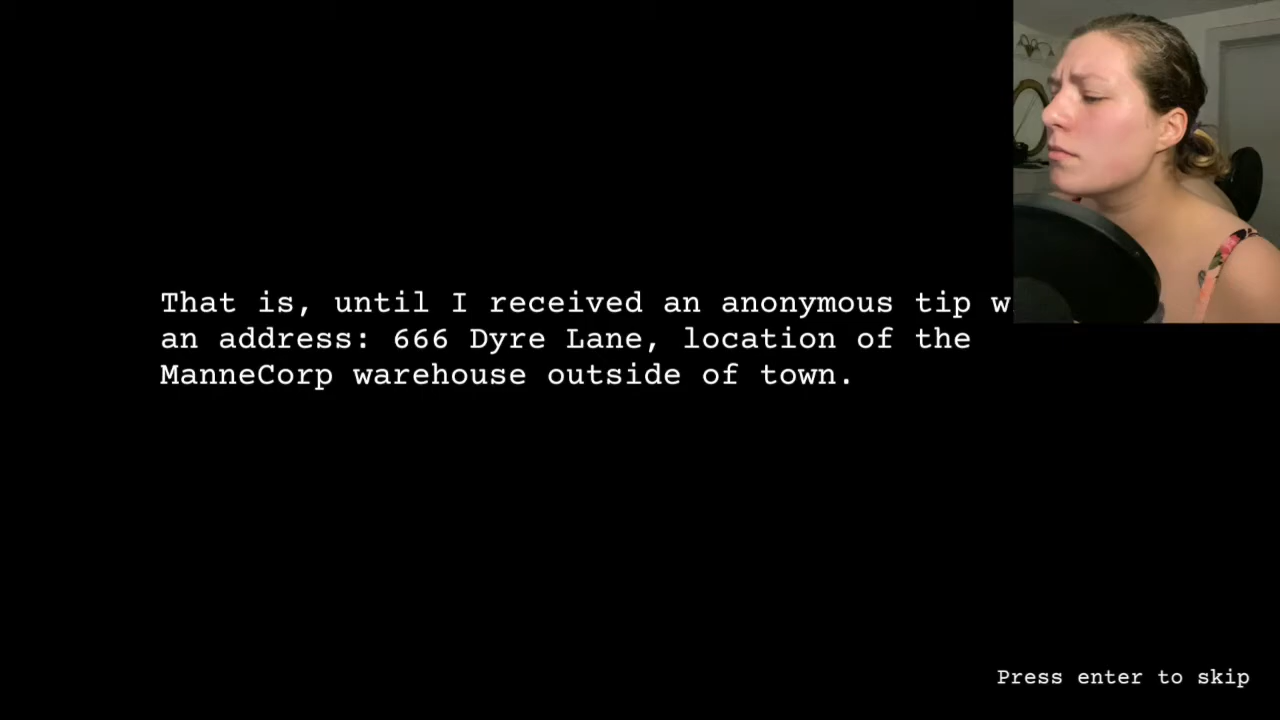 That is, until I received an anonymous tip
an address: 666 Dyre Lane, location of the
ManneCorp warehouse outside of town.
Press enter to skip